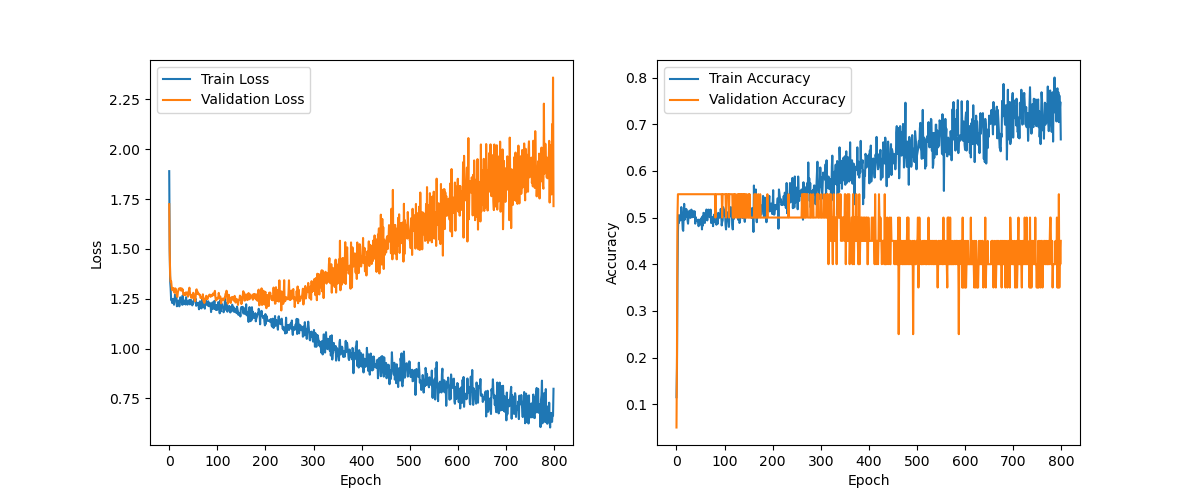 Train Loss
Validation Loss
2.25
2.00
1.75
1.50
1.25
1.00
0.75
Loss
0 100 200 300 400 500 600 700 800
Epoch
Train Accuracy
Validation Accuracy
0.8
0.7
0.6
0.5
0.4
0.3
0.2
0.1
Accuracy
0 100 200 300 400 500 600 700 800
Epoch